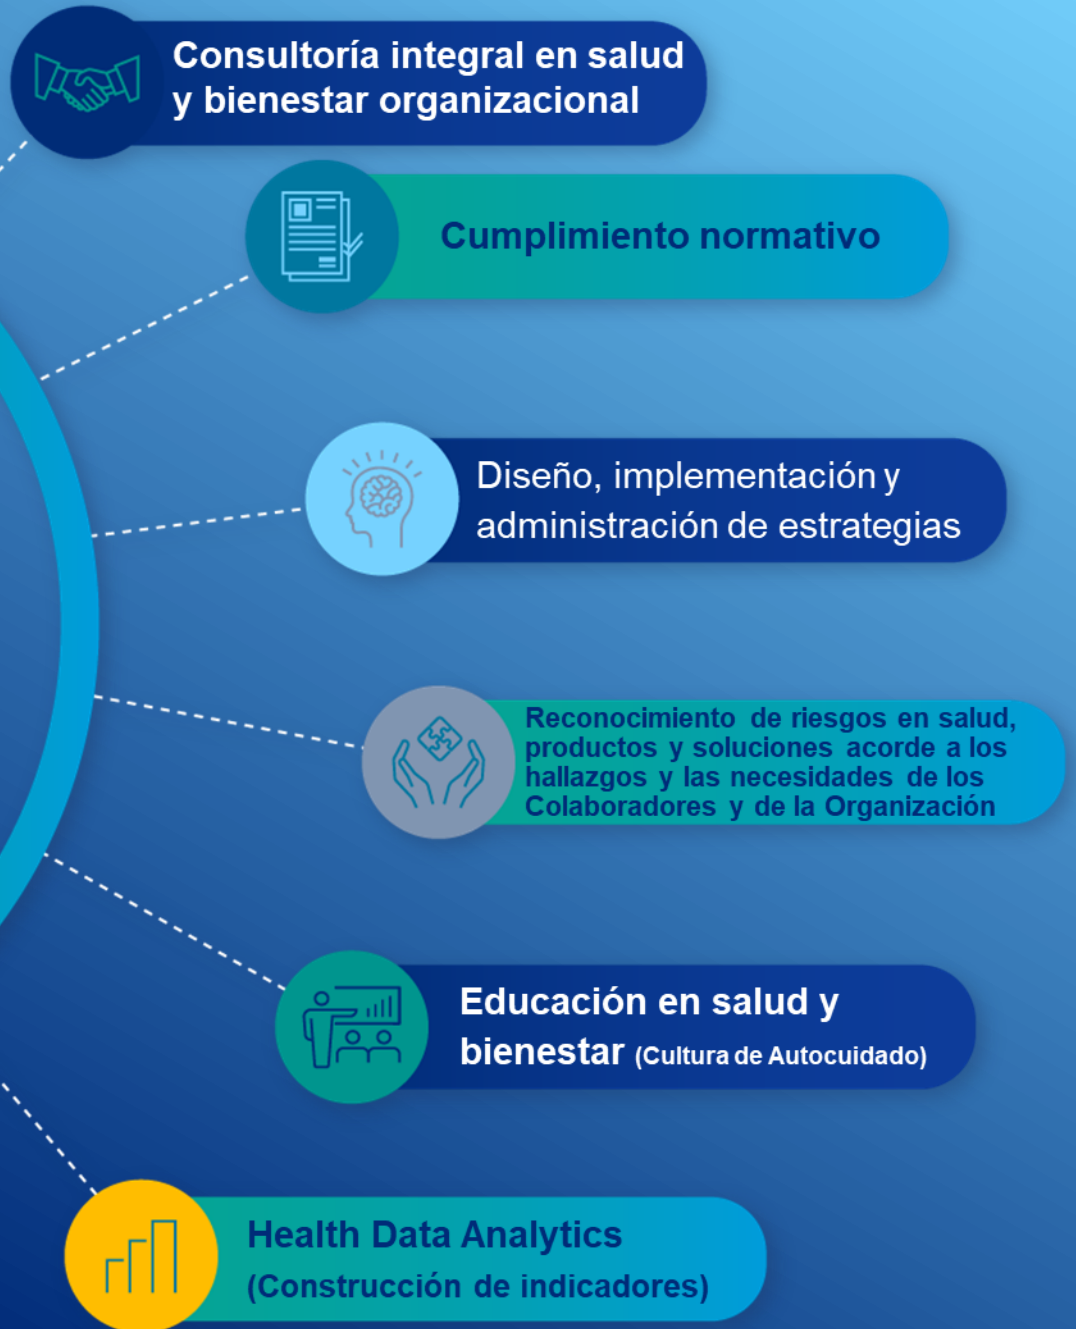 Consultoría integral en salud
y bienestar organizacional
Cumplimiento normativo
Diseño, implementación y
administración de estrategias
Reconocimiento de riesgos en salud,
productos y soluciones acorde a los
hallazgos y las necesidades de los
Colaboradores y de la Organización
Educación en salud y
bienestar (Cultura de Autocuidado)
Health Data Analytics
(Construcción de indicadores)